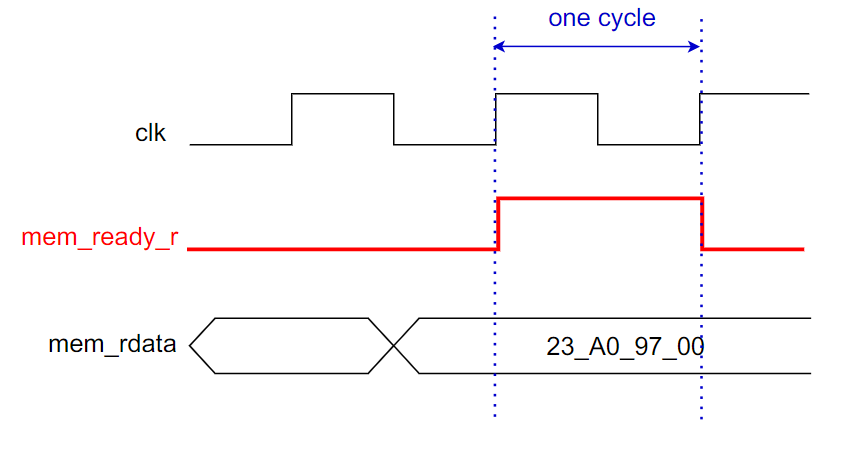 one cycle
clk
mem_ready_r
mem_rdata
23_A0_97_00